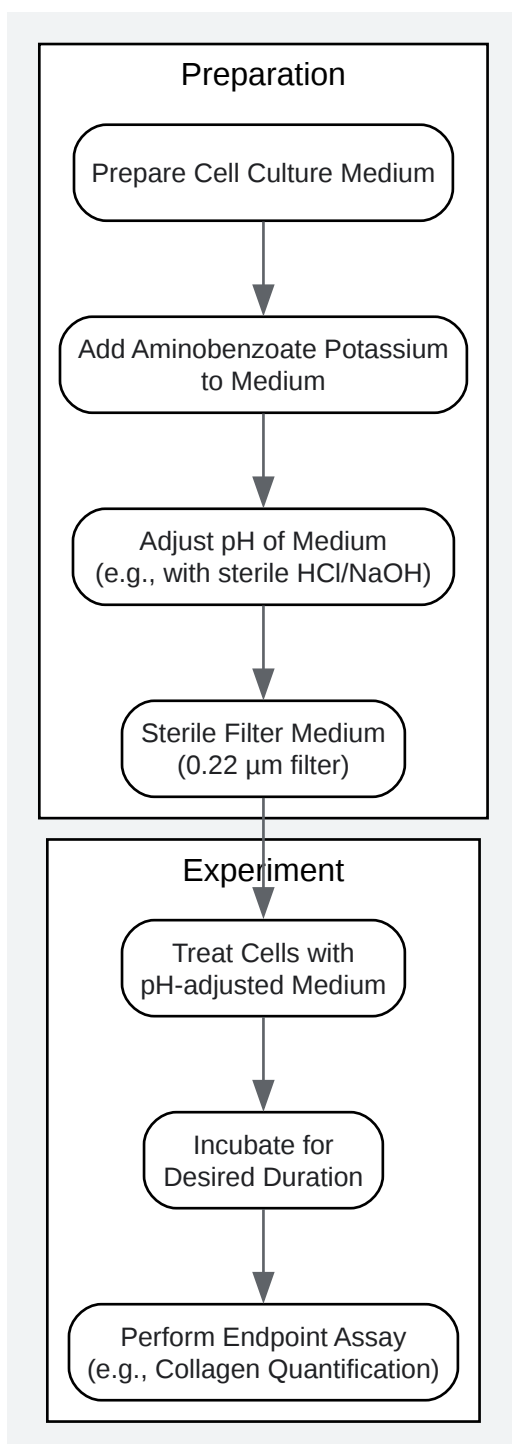 Preparation
Prepare Cell Culture Medium
Add Aminobenzoate Potassium
to Medium
Adjust pH of Medium
(e.g., with sterile HCl/NaOH)
Sterile Filter Medium
(0.22 µm filter)
Experiment
Treat Cells with
pH-adjusted Medium
Incubate for
Desired Duration
Perform Endpoint Assay
(e.g., Collagen Quantification)